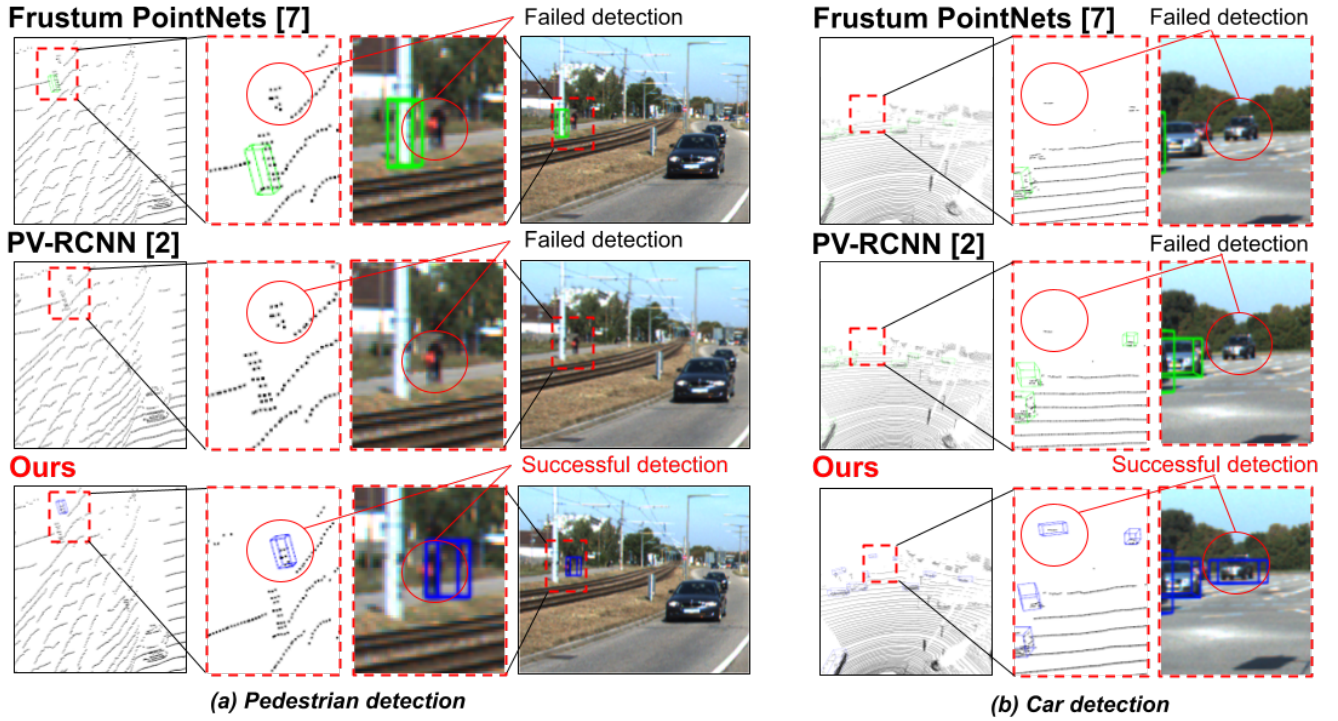 Frustum PointNets [7]
Failed detection
PV-RCNN [2]
Failed detection
Ours
Successful detection
(a) Pedestrian detection
Frustum PointNets [7]
Failed detection
PV-RCNN [2]
Failed detection
Ours
Successful detection
(b) Car detection